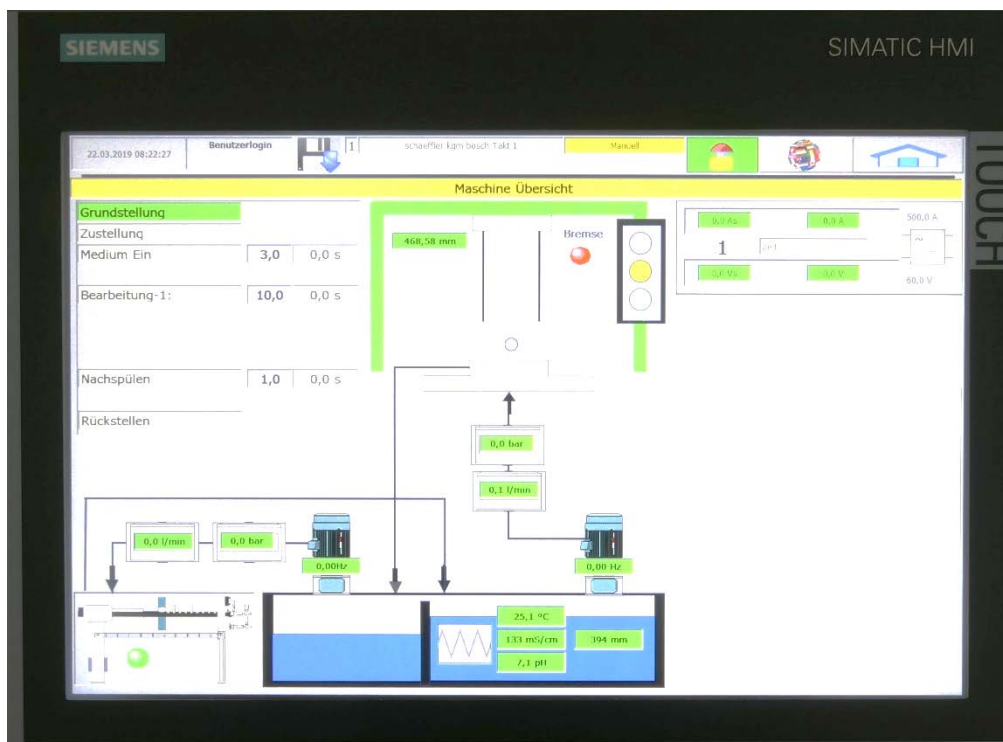 SIEMENS
SIMATIC HMI
TOUCH
22.03.2019 08:22:27
Benutzerlogin
1
schaeffler kgm bosch Takt 1
Manuell
Maschine Übersicht
Grundstellung
Zustellung
Medium Ein 3,0 0,0 s
Bearbeitung-1: 10,0 0,0 s
Nachspülen 1,0 0,0 s
Rückstellen
468,58 mm
Bremse
0,0 As 0,0 A 500,0 A
1
0,0 Vs 0,0 V 60,0 V
0,0 bar
0,1 l/min
0,0 l/min 0,0 bar
0,00Hz
0,00 Hz
25,1 ºC
133 mS/cm 394 mm
7,1 pH